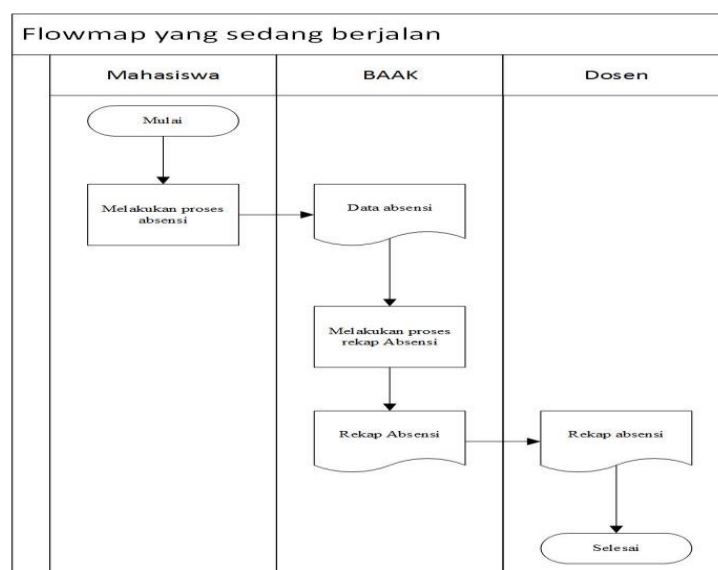 Flowmap yang sedang berjalan
Mahasiswa
BAAK
Dosen
Mulai
Melakukan proses
absensi
Data absensi
Melakukan proses
rekap Absensi
Rekap Absensi
Rekap absensi
Selesai